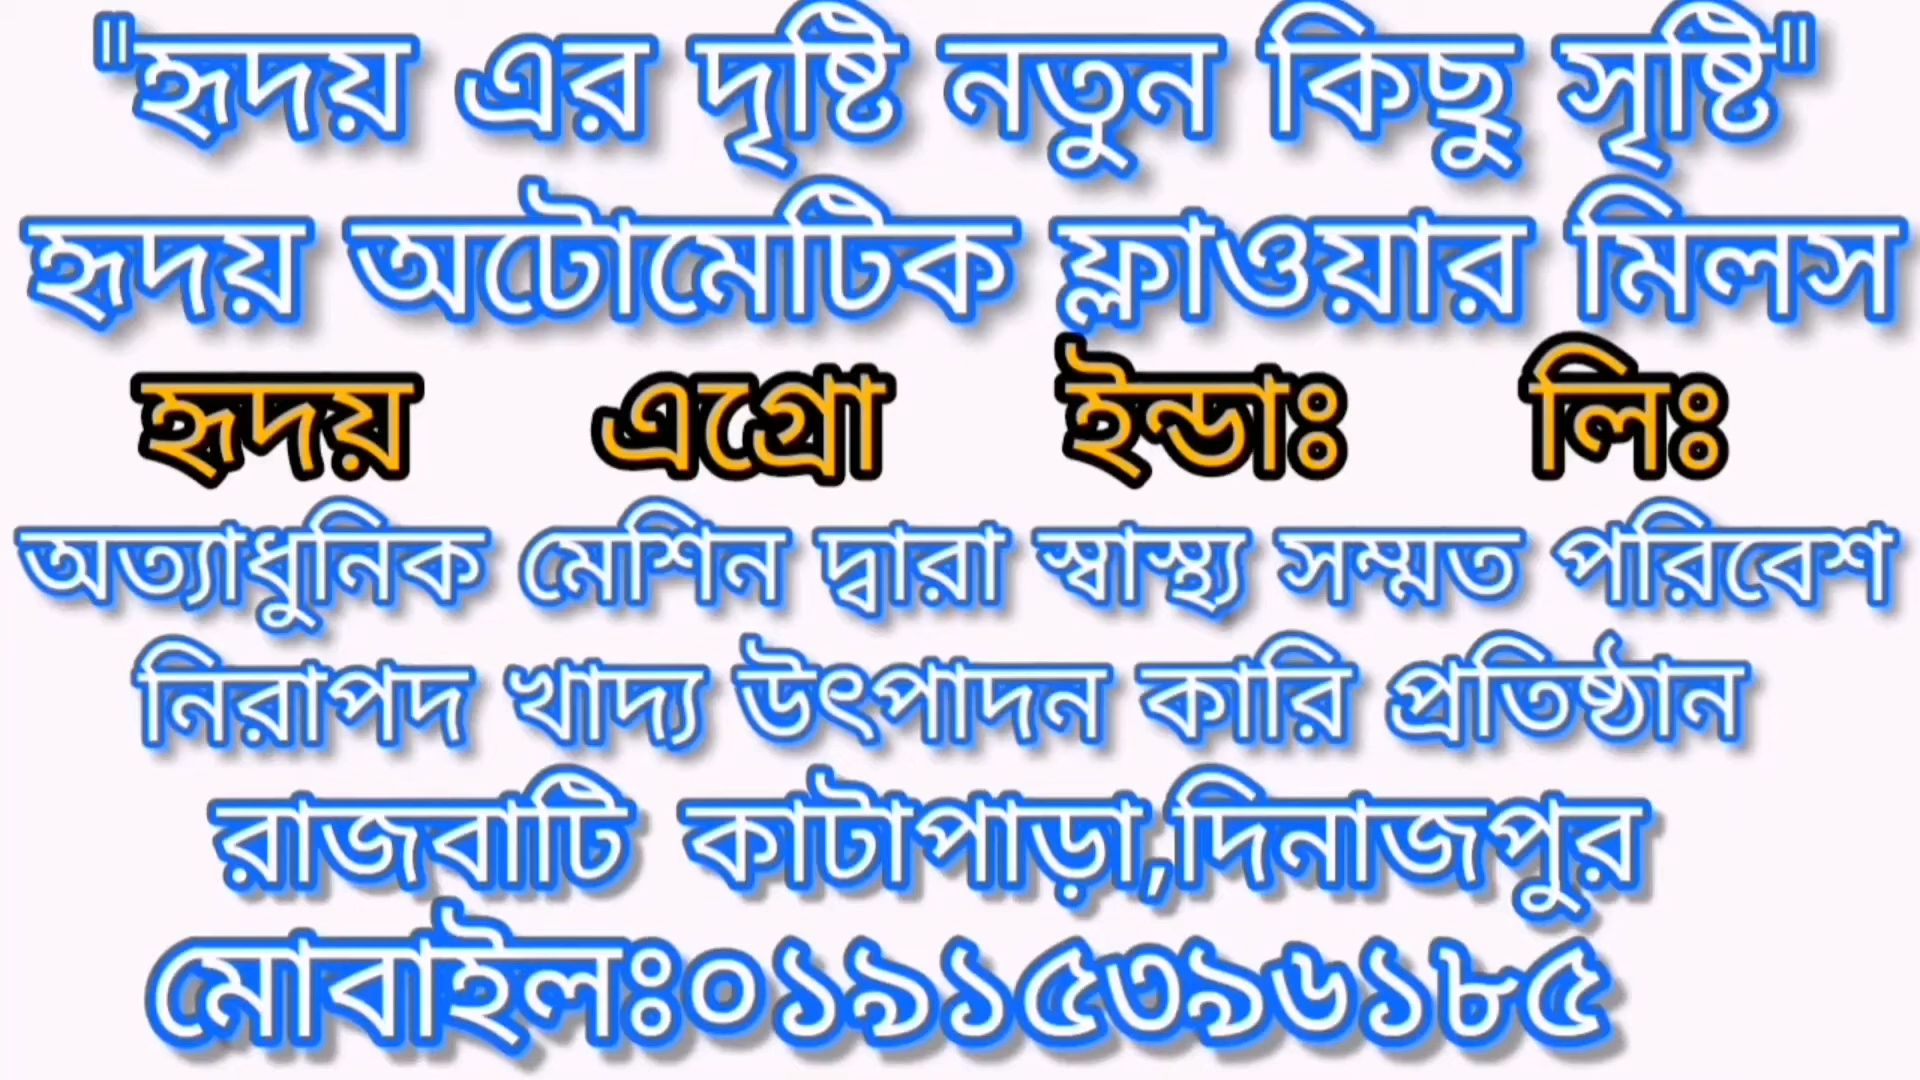 "হৃদয় এর দৃষ্টি নতুন কিছু সৃষ্টি"
হৃদয় অটোমেটিক ফ্লাওয়ার মিলস
হৃদয় এগ্রো ইন্ডাঃ লিঃ
অত্যাধুনিক মেশিন দ্বারা স্বাস্থ্য সম্মত পরিবেশ
নিরাপদ খাদ্য উৎপাদন কারি প্রতিষ্ঠান
রাজবাটি কাটাপাড়া,দিনাজপুর
মোবাইলঃ০১৯১৫৩৯৬১৮৫